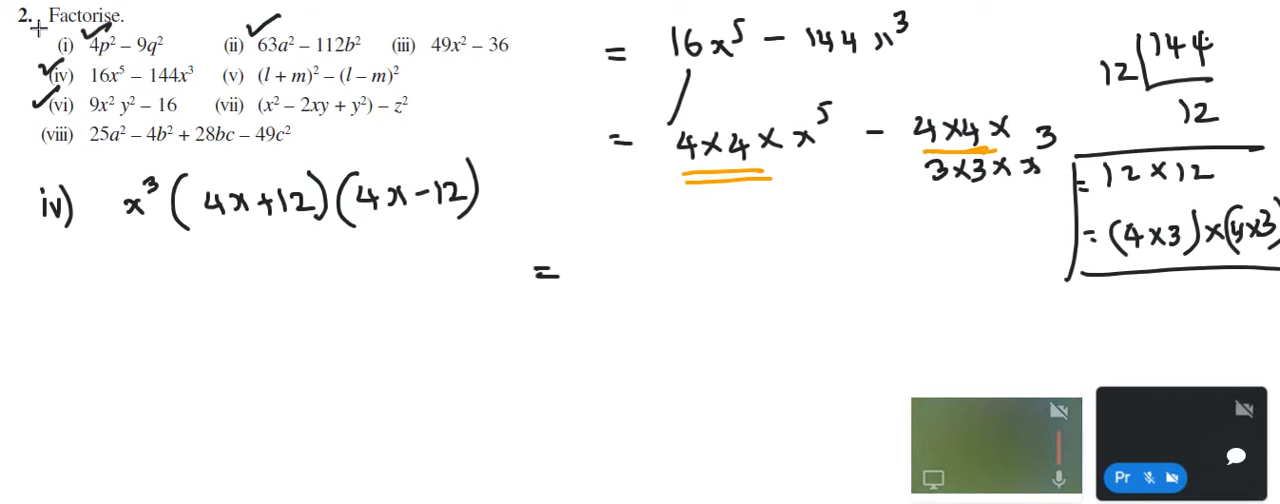 2. Factorise.
(i) 4p² – 9q² (ii) 63a² – 112b² (iii) 49x² – 36
(iv) 16x⁵ – 144x³ (v) (l + m)² – (l – m)²
(vi) 9x² y² – 16 (vii) (x² – 2xy + y²) – z²
(viii) 25a² – 4b² + 28bc – 49c²
iv) x³ (4x+12)(4x-12)
=
= 16x⁵ - 144x³
= 4×4×x⁵ - 4×4×
3×3×x³
12 144
12
= 12×12
= (4×3)×(4×3)
Pr